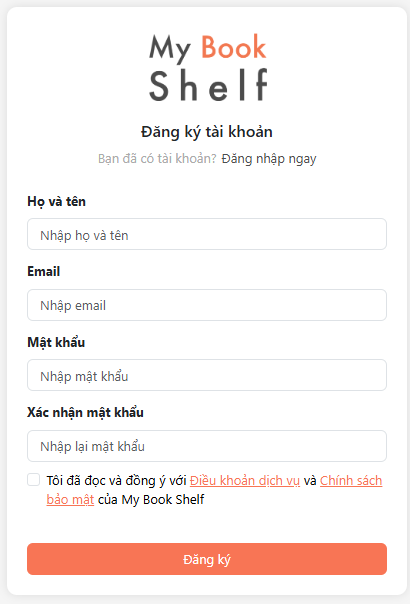 My Book
Shelf
Đăng ký tài khoản
Bạn đã có tài khoản? Đăng nhập ngay
Họ và tên
Nhập họ và tên
Email
Nhập email
Mật khẩu
Nhập mật khẩu
Xác nhận mật khẩu
Nhập lại mật khẩu
Tôi đã đọc và đồng ý với Điều khoản dịch vụ và Chính sách
bảo mật của My Book Shelf
Đăng ký